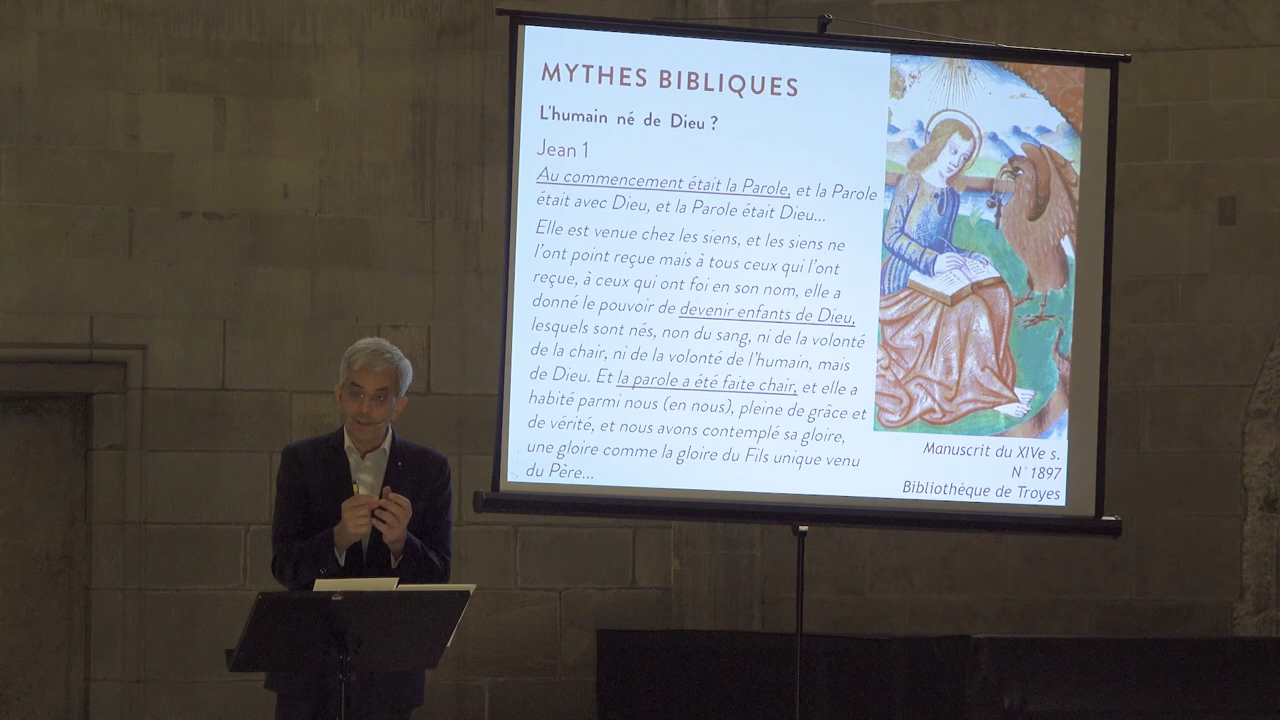 MYTHES BIBLIQUES
L'humain né de Dieu ?
Jean 1
Au commencement était la Parole, et la Parole
était avec Dieu, et la Parole était Dieu...
Elle est venue chez les siens, et les siens ne
l'ont point reçue mais à tous ceux qui l'ont
reçue, à ceux qui ont foi en son nom, elle a
donné le pouvoir de devenir enfants de Dieu,
lesquels sont nés, non du sang, ni de la volonté
de la chair, ni de la volonté de l'humain, mais
de Dieu. Et la parole a été faite chair, et elle a
habité parmi nous (en nous), pleine de grâce et
de vérité, et nous avons contemplé sa gloire,
une gloire comme la gloire du Fils unique venu
du Père...
Manuscrit du XIVe s.
N°1897
Bibliothèque de Troyes